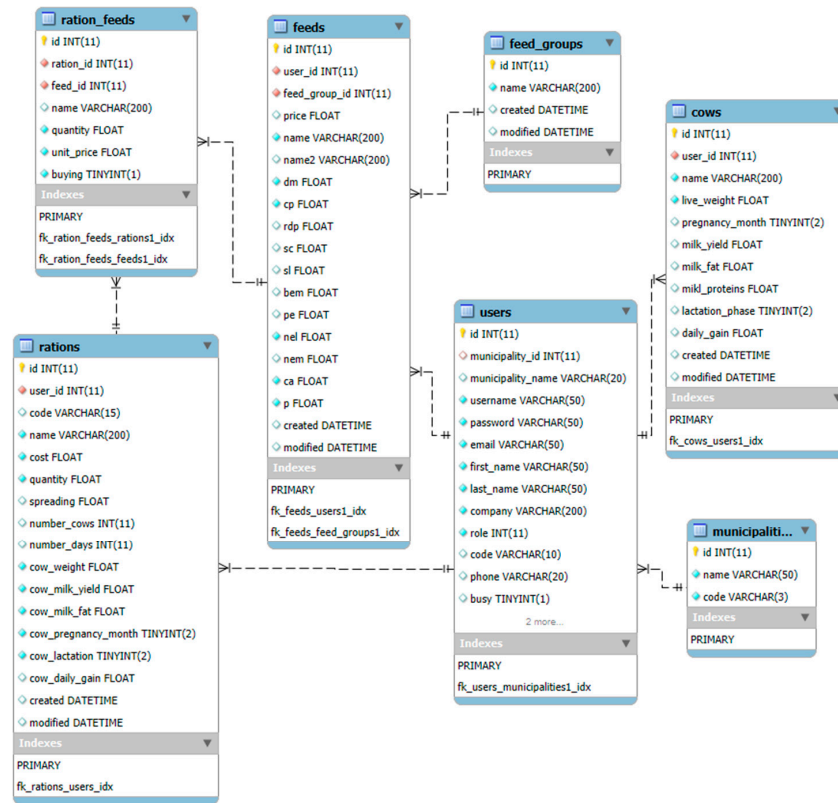 ration_feeds
id INT(11)
ration_id INT(11)
feed_id INT(11)
name VARCHAR(200)
quantity FLOAT
unit_price FLOAT
buying TINYINT(1)
Indexes
PRIMARY
fk_ration_feeds_rations1_idx
fk_ration_feeds_feeds1_idx
feeds
id INT(11)
user_id INT(11)
feed_group_id INT(11)
price FLOAT
name VARCHAR(200)
name2 VARCHAR(200)
dm FLOAT
cp FLOAT
rdp FLOAT
sc FLOAT
sl FLOAT
bem FLOAT
pe FLOAT
nel FLOAT
nem FLOAT
ca FLOAT
p FLOAT
created DATETIME
modified DATETIME
Indexes
PRIMARY
fk_feeds_users1_idx
fk_feeds_feed_groups1_idx
feed_groups
id INT(11)
name VARCHAR(200)
created DATETIME
modified DATETIME
Indexes
PRIMARY
cows
id INT(11)
user_id INT(11)
name VARCHAR(200)
live_weight FLOAT
pregnancy_month TINYINT(2)
milk_yield FLOAT
milk_fat FLOAT
mikl_proteins FLOAT
lactation_phase TINYINT(2)
daily_gain FLOAT
created DATETIME
modified DATETIME
Indexes
PRIMARY
fk_cows_users1_idx
rations
id INT(11)
user_id INT(11)
code VARCHAR(15)
name VARCHAR(200)
cost FLOAT
quantity FLOAT
spreading FLOAT
number_cows INT(11)
number_days INT(11)
cow_weight FLOAT
cow_milk_yield FLOAT
cow_milk_fat FLOAT
cow_pregnancy_month TINYINT(2)
cow_lactation TINYINT(2)
cow_daily_gain FLOAT
created DATETIME
modified DATETIME
Indexes
PRIMARY
fk_rations_users_idx
users
id INT(11)
municipality_id INT(11)
municipality_name VARCHAR(20)
username VARCHAR(50)
password VARCHAR(50)
email VARCHAR(50)
first_name VARCHAR(50)
last_name VARCHAR(50)
company VARCHAR(200)
role INT(11)
code VARCHAR(10)
phone VARCHAR(20)
busy TINYINT(1)
2 more...
Indexes
PRIMARY
fk_users_municipalities1_idx
municipaliti...
id INT(11)
name VARCHAR(50)
code VARCHAR(3)
Indexes
PRIMARY